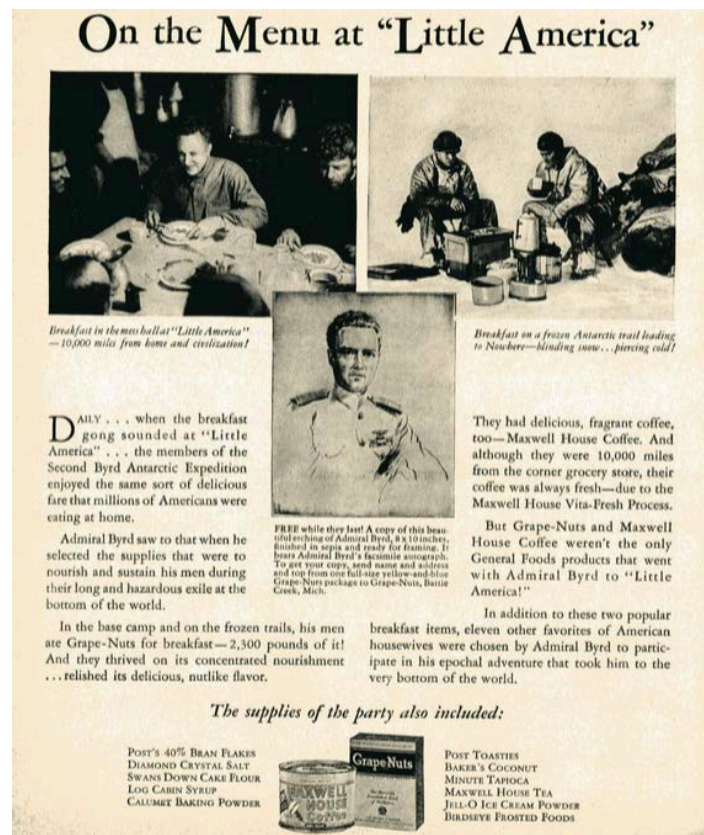 On the Menu at “Little America”
Breakfast in the mess hall at “Little America”
— 10,000 miles from home and civilization!
Breakfast on a frozen Antarctic trail leading
to Nowhere—blinding snow...piercing cold!
DAILY . . . when the breakfast
gong sounded at “Little
America” . . . the members of the
Second Byrd Antarctic Expedition
enjoyed the same sort of delicious
fare that millions of Americans were
eating at home.
Admiral Byrd saw to that when he
selected the supplies that were to
nourish and sustain his men during
their long and hazardous exile at the
bottom of the world.
In the base camp and on the frozen trails, his men
ate Grape-Nuts for breakfast—2,300 pounds of it!
And they thrived on its concentrated nourishment
...relished its delicious, nutlike flavor.
FREE while they last! A copy of this beau-
tiful etching of Admiral Byrd, 8 x 10 inches,
finished in sepia and ready for framing. It
bears Admiral Byrd's facsimile autograph.
To get your copy, send name and address
and top from one full-size yellow-and-blue
Grape-Nuts package to Grape-Nuts, Battle
Creek, Mich.
They had delicious, fragrant coffee,
too—Maxwell House Coffee. And
although they were 10,000 miles
from the corner grocery store, their
coffee was always fresh—due to the
Maxwell House Vita-Fresh Process.
But Grape-Nuts and Maxwell
House Coffee weren't the only
General Foods products that went
with Admiral Byrd to “Little
America!”
In addition to these two popular
breakfast items, eleven other favorites of American
housewives were chosen by Admiral Byrd to partic-
ipate in his epochal adventure that took him to the
very bottom of the world.
The supplies of the party also included:
POST'S 40% BRAN FLAKES
DIAMOND CRYSTAL SALT
SWANS DOWN CAKE FLOUR
LOG CABIN SYRUP
CALUMET BAKING POWDER
MAXWELL
HOUSE
Coffee
Grape-Nuts
POST TOASTIES
BAKER'S COCONUT
MINUTE TAPIOCA
MAXWELL HOUSE TEA
JELL-O ICE CREAM POWDER
BIRDSEYE FROSTED FOODS